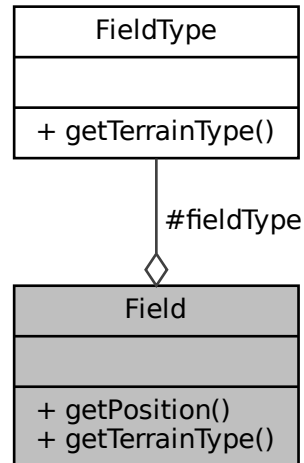 FieldType
+ getTerrainType()
#fieldType
Field
+ getPosition()
+ getTerrainType()